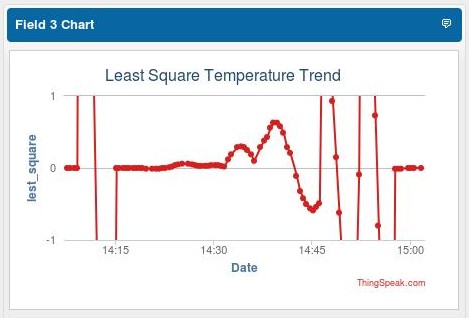 Field 3 Chart
Least Square Temperature Trend
1
0
-1
lest_square
14:15 14:30 14:45 15:00
Date
ThingSpeak.com